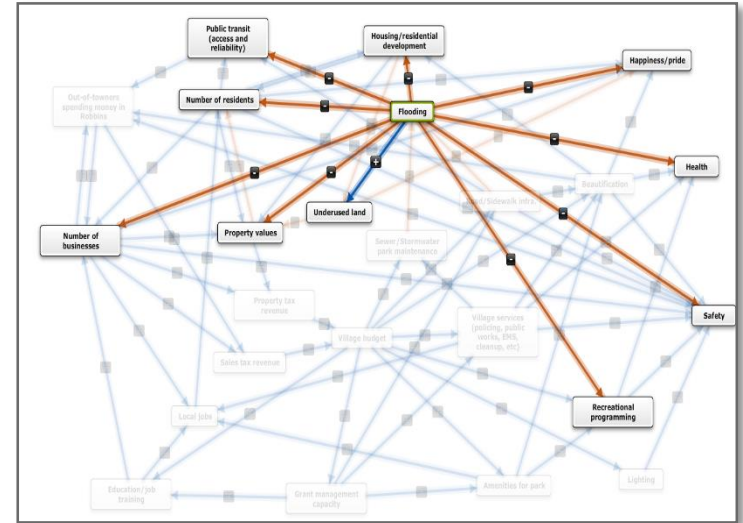 Public transit
(access and
reliability)
Housing/residential
development
Happiness/pride
Out-of-towners
spending money in
Robbins
Number of residents
Flooding
-
-
-
-
-
-
-
-
-
+
Health
Beautification
Underused land
Road/Sidewalk infra.
Number of
businesses
Property values
Sewer/Stormwater
park maintenance
Property tax
revenue
Village services
(policing, public
works, EMS,
cleanup, etc)
Safety
Village budget
Sales tax revenue
Local jobs
Recreational
programming
Education/job
training
Grant management
capacity
Amenities for park
Lighting